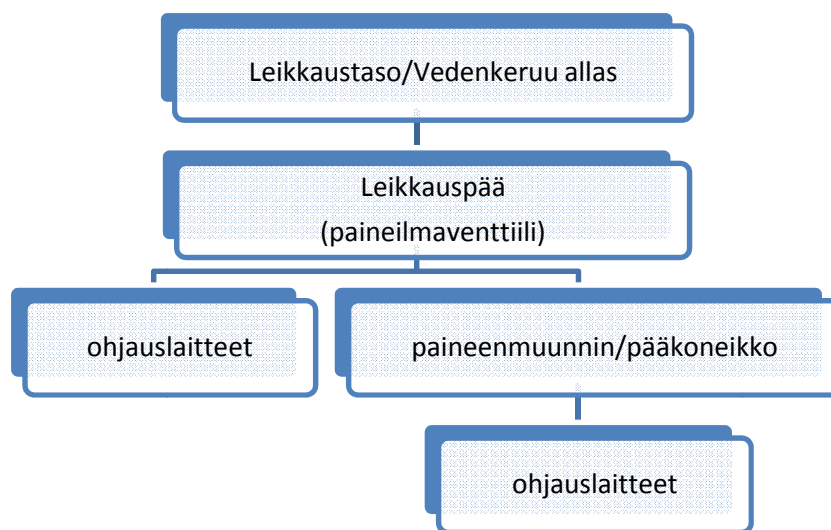 Leikkaustaso/Vedenkeruu allas
Leikkauspää
(paineilmaventtiili)
ohjauslaitteet
paineenmuunnin/pääkoneikko
ohjauslaitteet